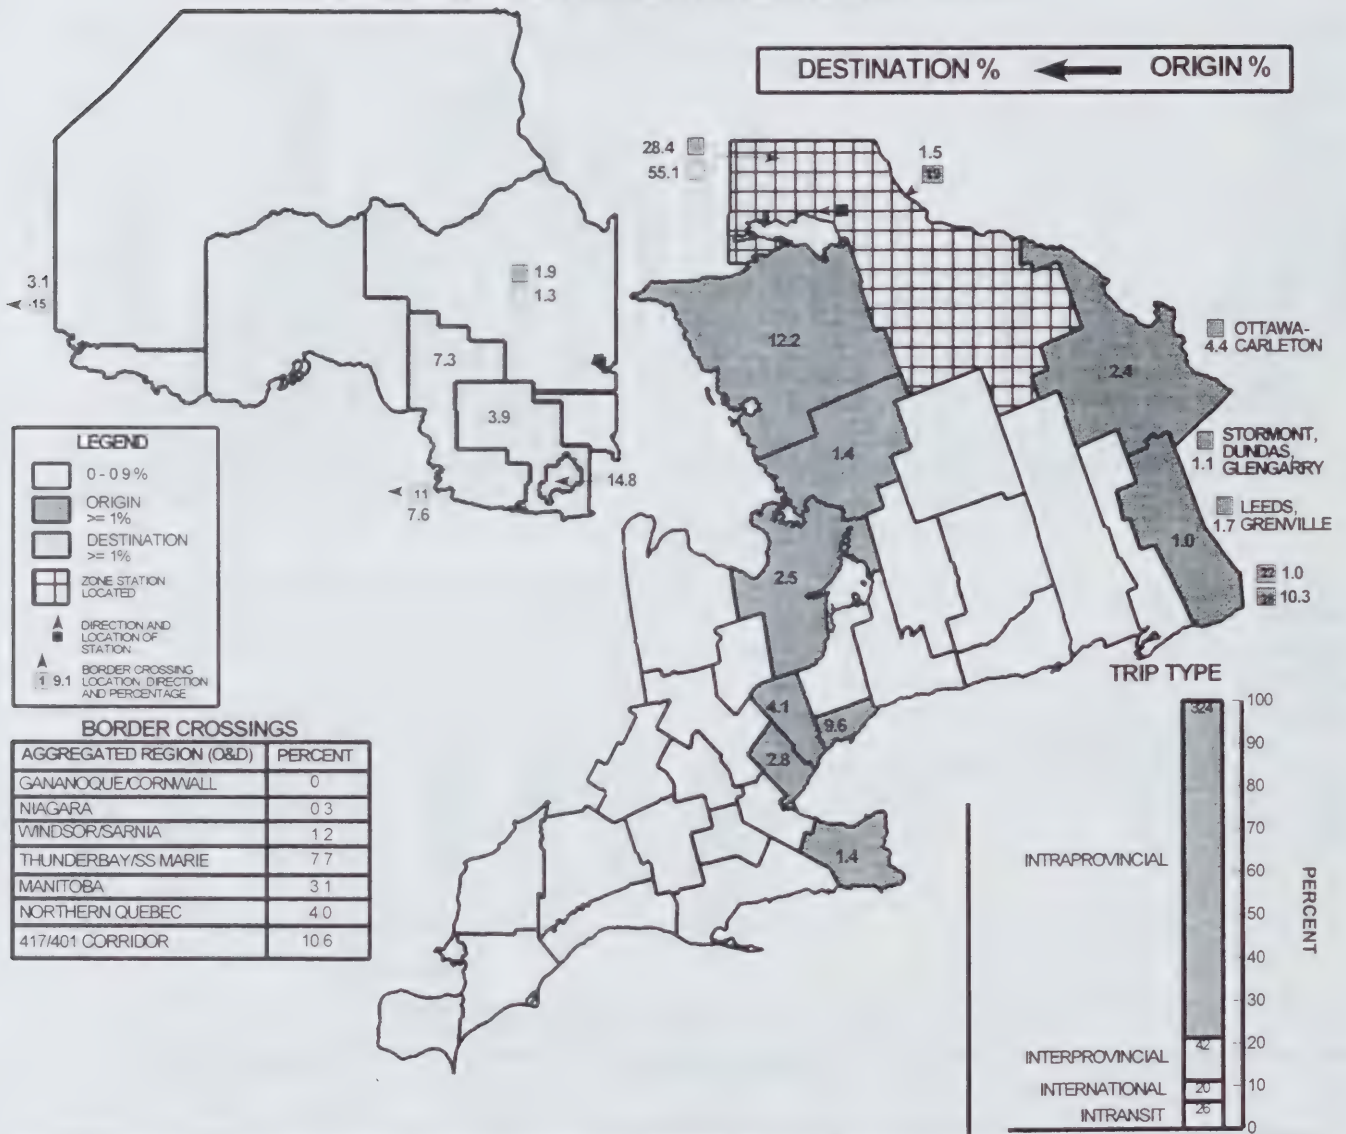 DESTINATION % ORIGIN %
28.4
55.1
1.5
19
3.1
15
1.9
1.3
7.3
3.9
14.8
11
7.6
12.2
1.4
2.5
2.4
OTTAWA-
4.4 CARLETON
STORMONT,
DUNDAS,
1.1 GLENGARRY
LEEDS,
1.7 GRENVILLE
1.0
1.0
10.3
4.1
9.6
2.8
1.4
LEGEND
0 - 0.9 %
ORIGIN
>= 1%
DESTINATION
>= 1%
ZONE STATION
LOCATED
DIRECTION AND
LOCATION OF
STATION
1 9.1
BORDER CROSSING
LOCATION, DIRECTION
AND PERCENTAGE
BORDER CROSSINGS
AGGREGATED REGION (O&D) PERCENT
GANANOQUE/CORNWALL 0
NIAGARA 0.3
WINDSOR/SARNIA 1.2
THUNDERBAY/SS MARIE 7.7
MANITOBA 3.1
NORTHERN QUEBEC 4.0
417/401 CORRIDOR 10.6
TRIP TYPE
324
100
90
80
70
60
50
40
30
20
10
0
PERCENT
INTRAPROVINCIAL
INTERPROVINCIAL 42
INTERNATIONAL 20
INTRANSIT 26